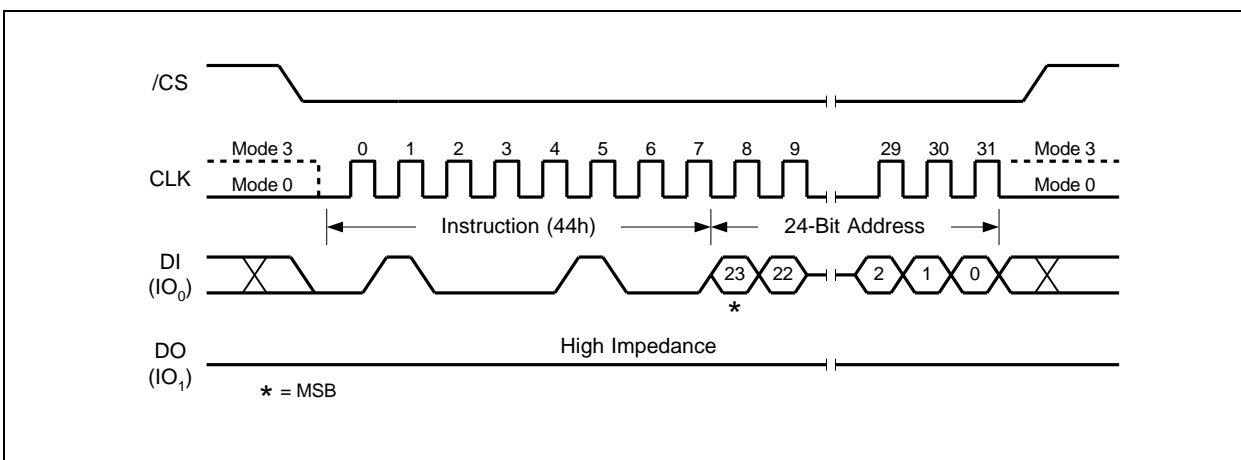 /CS
Mode 3
0 1 2 3 4 5 6 7 8 9 29 30 31
Mode 3
CLK
Mode 0
Mode 0
Instruction (44h)
24-Bit Address
DI
(IO0)
23 22 2 1 0
*
High Impedance
DO
(IO1)
* = MSB